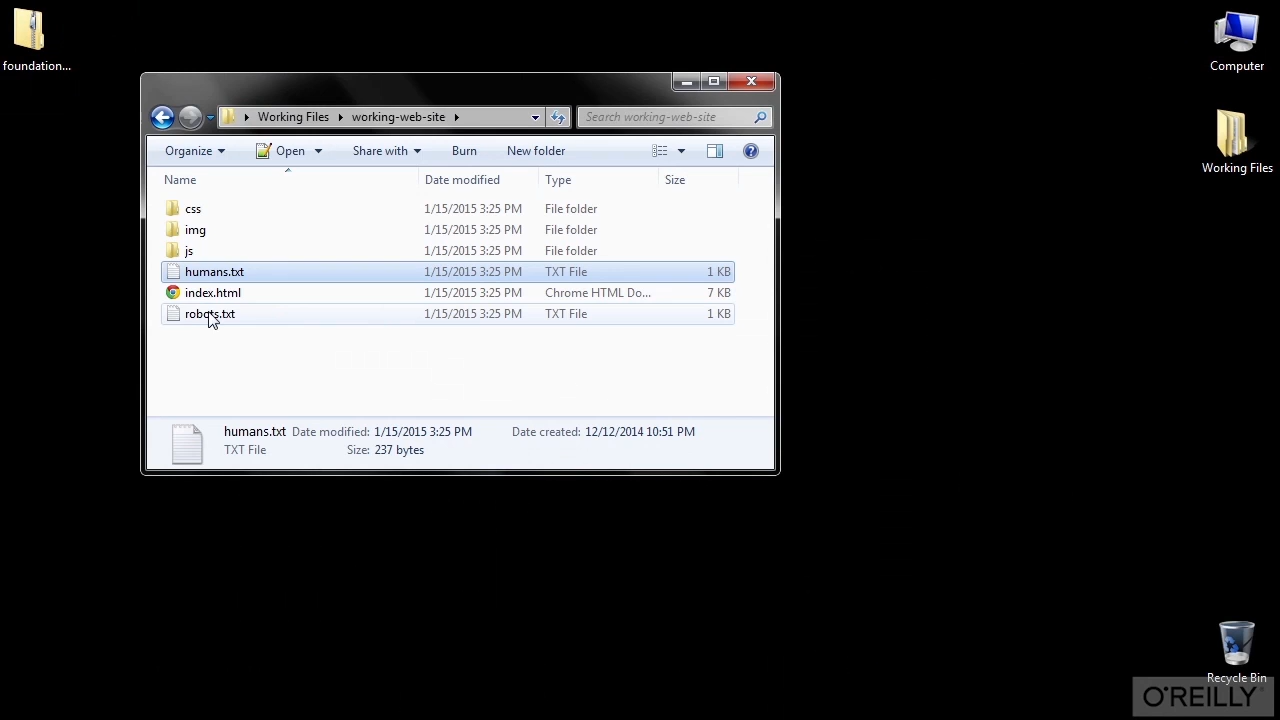 foundation...
Computer
Working Files
Working Files working-web-site
Search working-web-site
Organize Open Share with Burn New folder
Name Date modified Type Size
css 1/15/2015 3:25 PM File folder
img 1/15/2015 3:25 PM File folder
js 1/15/2015 3:25 PM File folder
humans.txt 1/15/2015 3:25 PM TXT File 1 KB
index.html 1/15/2015 3:25 PM Chrome HTML Do... 7 KB
robots.txt 1/15/2015 3:25 PM TXT File 1 KB
humans.txt Date modified: 1/15/2015 3:25 PM Date created: 12/12/2014 10:51 PM
TXT File Size: 237 bytes
Recycle Bin
O'REILLY